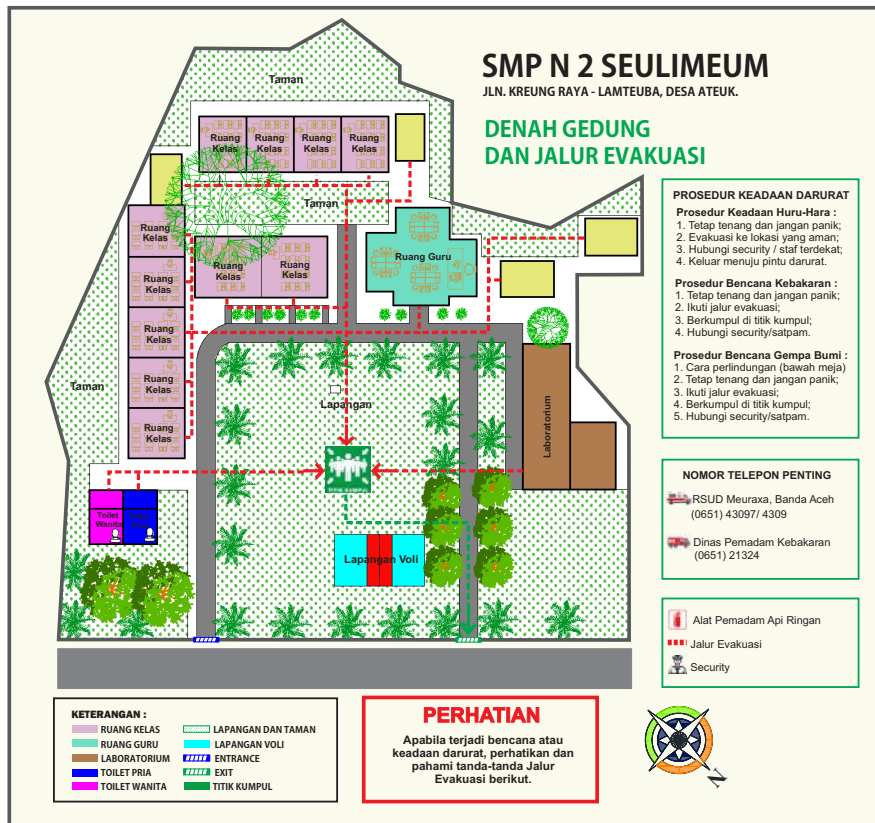 SMP N 2 SEULIMEUM
JLN. KREUNG RAYA - LAMTEUBA, DESA ATEUK.
DENAH GEDUNG
DAN JALUR EVAKUASI
Taman
Ruang
Kelas
Ruang
Kelas
Ruang
Kelas
Ruang
Kelas
Taman
Ruang
Kelas
Ruang
Kelas
Ruang
Kelas
Ruang Guru
Ruang
Kelas
Ruang
Kelas
Ruang
Kelas
Ruang
Kelas
Taman
Lapangan
Laboratorium
Toilet
Wanita
Toilet
Pria
Lapangan Voli
PROSEDUR KEADAAN DARURAT
Prosedur Keadaan Huru-Hara :
1. Tetap tenang dan jangan panik;
2. Evakuasi ke lokasi yang aman;
3. Hubungi security / staf terdekat;
4. Keluar menuju pintu darurat.
Prosedur Bencana Kebakaran :
1. Tetap tenang dan jangan panik;
2. Ikuti jalur evakuasi;
3. Berkumpul di titik kumpul;
4. Hubungi security/satpam.
Prosedur Bencana Gempa Bumi :
1. Cara perlindungan (bawah meja)
2. Tetap tenang dan jangan panik;
3. Ikuti jalur evakuasi;
4. Berkumpul di titik kumpul;
5. Hubungi security/satpam.
NOMOR TELEPON PENTING
RSUD Meuraxa, Banda Aceh
(0651) 43097/ 4309
Dinas Pemadam Kebakaran
(0651) 21324
Alat Pemadam Api Ringan
Jalur Evakuasi
Security
KETERANGAN :
RUANG KELAS
RUANG GURU
LABORATORIUM
TOILET PRIA
TOILET WANITA
LAPANGAN DAN TAMAN
LAPANGAN VOLI
ENTRANCE
EXIT
TITIK KUMPUL
PERHATIAN
Apabila terjadi bencana atau
keadaan darurat, perhatikan dan
pahami tanda-tanda Jalur
Evakuasi berikut.
N